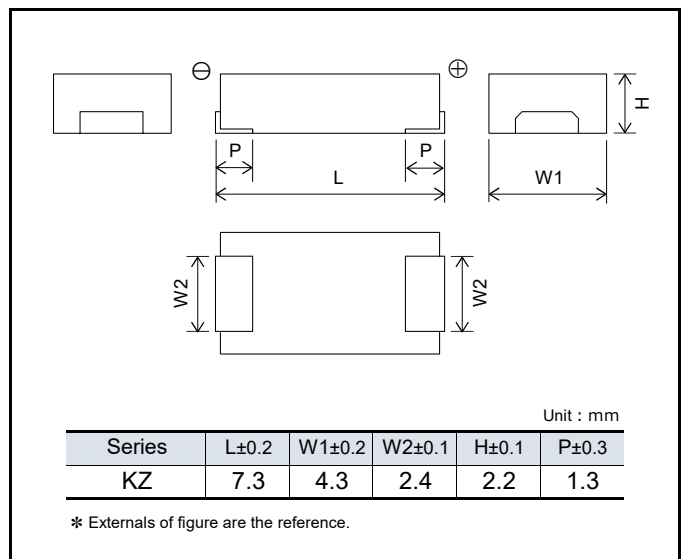 ⊖ ⊕
H
P P
L W1
W2 W2
Unit : mm
Series L±0.2 W1±0.2 W2±0.1 H±0.1 P±0.3
KZ 7.3 4.3 2.4 2.2 1.3
✻ Externals of figure are the reference.